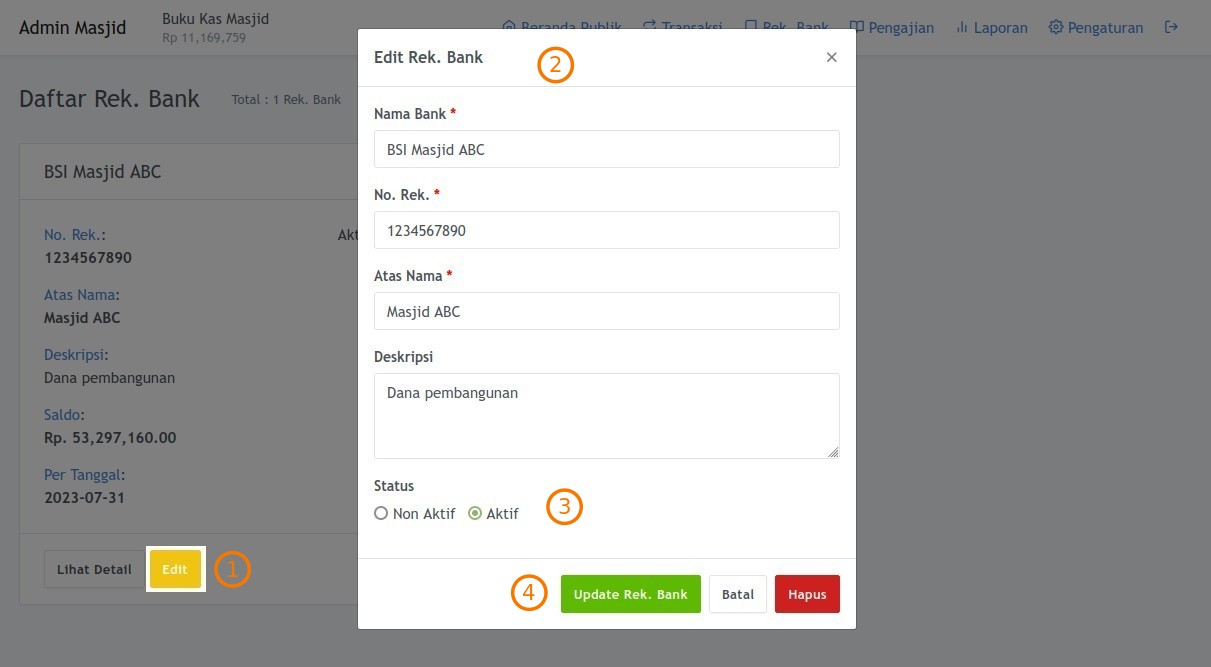 Admin Masjid
Buku Kas Masjid
Rp 11,169,759
Beranda Publik
Transaksi
Rek. Bank
Pengajian
Laporan
Pengaturan
Daftar Rek. Bank
Total : 1 Rek. Bank
BSI Masjid ABC
No. Rek.:
1234567890
Akt
Atas Nama:
Masjid ABC
Deskripsi:
Dana pembangunan
Saldo:
Rp. 53,297,160.00
Per Tanggal:
2023-07-31
Lihat Detail
Edit
1
Edit Rek. Bank
2
×
Nama Bank *
BSI Masjid ABC
No. Rek. *
1234567890
Atas Nama *
Masjid ABC
Deskripsi
Dana pembangunan
Status
Non Aktif
Aktif
3
4
Update Rek. Bank
Batal
Hapus